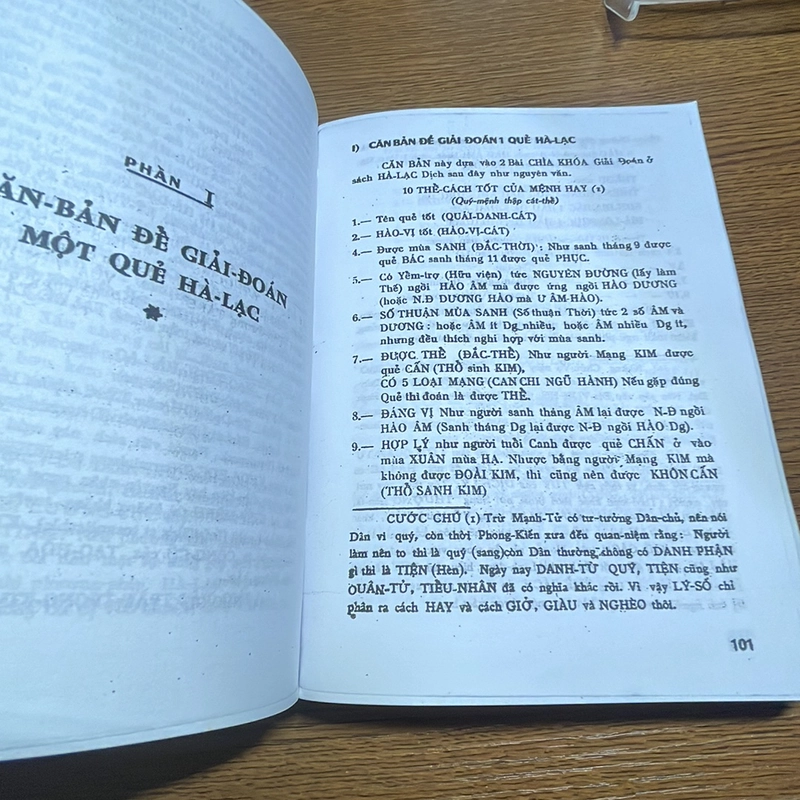 PHẦN I
ĂN-BẢN ĐỀ GIẢI-ĐOÁN
MỘT QUẺ HÀ-LẠC
I) CĂN BẢN ĐỀ GIẢI ĐOÁN 1 QUẺ HÀ-LẠC
CĂN BẢN này dựa vào 2 Bài CHÌA KHÓA Giải Đoán ở
sách HÀ-LẠC Dịch sau đây như nguyên văn.
10 THỀ-CÁCH TỐT CỦA MỆNH HAY (1)
(Quý-mệnh thập cát-thề)
1.— Tên quẻ tốt (QUÁI-DANH-CÁT)
2.— HÀO-VỊ tốt (HÀO-VỊ-CÁT)
4.— Được mùa SANH (ĐẮC-THỜI) : Như sanh tháng 9 được
quẻ BÁC sanh tháng 11 được quẻ PHỤC.
5.— Có Yềm-trợ (Hữu viện) tức NGUYÊN ĐƯỜNG (lấy làm
Thế) ngồi HÀO ÂM mà được ứng ngồi HÀO DƯƠNG
(hoặc N.Đ DƯƠNG HÀO mà Ư ÂM-HÀO).
6.— SỐ THUẬN MÙA SANH (Số thuận Thời) tức 2 số ÂM và
DƯƠNG : hoặc ÂM ít Dg nhiều, hoặc ÂM nhiều Dg ít,
nhưng đều thích nghi hợp với mùa sanh.
7.— ĐƯỢC THỀ (ĐẮC-THỀ) Như người Mạng KIM được
quẻ CẤN (THỒ sinh KIM),
CÓ 5 LOẠI MẠNG (CAN CHI NGŨ HÀNH) Nếu gặp đúng
Quẻ thì đoán là được THỀ.
8.— ĐÁNG VỊ Như người sanh tháng ÂM lại được N-Đ ngồi
HÀO ÂM (Sanh tháng Dg lại được N-Đ ngồi HÀO Dg).
9.— HỢP LÝ như người tuổi Canh được quẻ CHẤN ở vào
mùa XUÂN mùa HẠ. Nhược bằng người Mạng KIM mà
không được ĐOÀI KIM, thì cũng nên được KHÔN CẤN
(THỒ SANH KIM)
CƯỚC CHÚ (1) Trừ Mạnh-Tử có tư-tưởng Dân-chủ, nên nói
Dân vi quý, còn thời Phong-Kiến xưa đều quan-niệm rằng : Người
làm nên to thì là quý (sang) còn Dân thường không có DANH PHẬN
gì thì là TIỆN (Hèn). Ngày nay DANH-TỪ QUÝ, TIỆN cũng như
QUÂN-TỬ, TIỂU-NHÂN đã có nghĩa khác rồi. Vì vậy LÝ-SỐ chỉ
phân ra cách HAY và cách GIỞ, GIÀU và NGHÈO thôi.
101